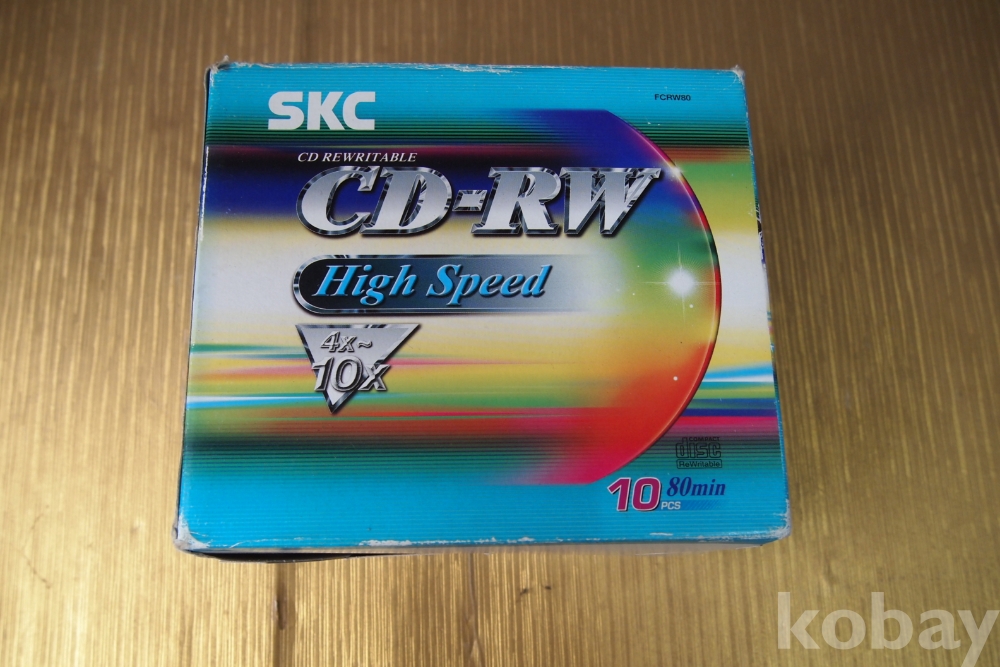 SKC
FCRW80
CD REWRITABLE
CD-RW
High Speed
4x~
10x
COMPACT
disc
ReWritable
10 PCS
80min
kobay